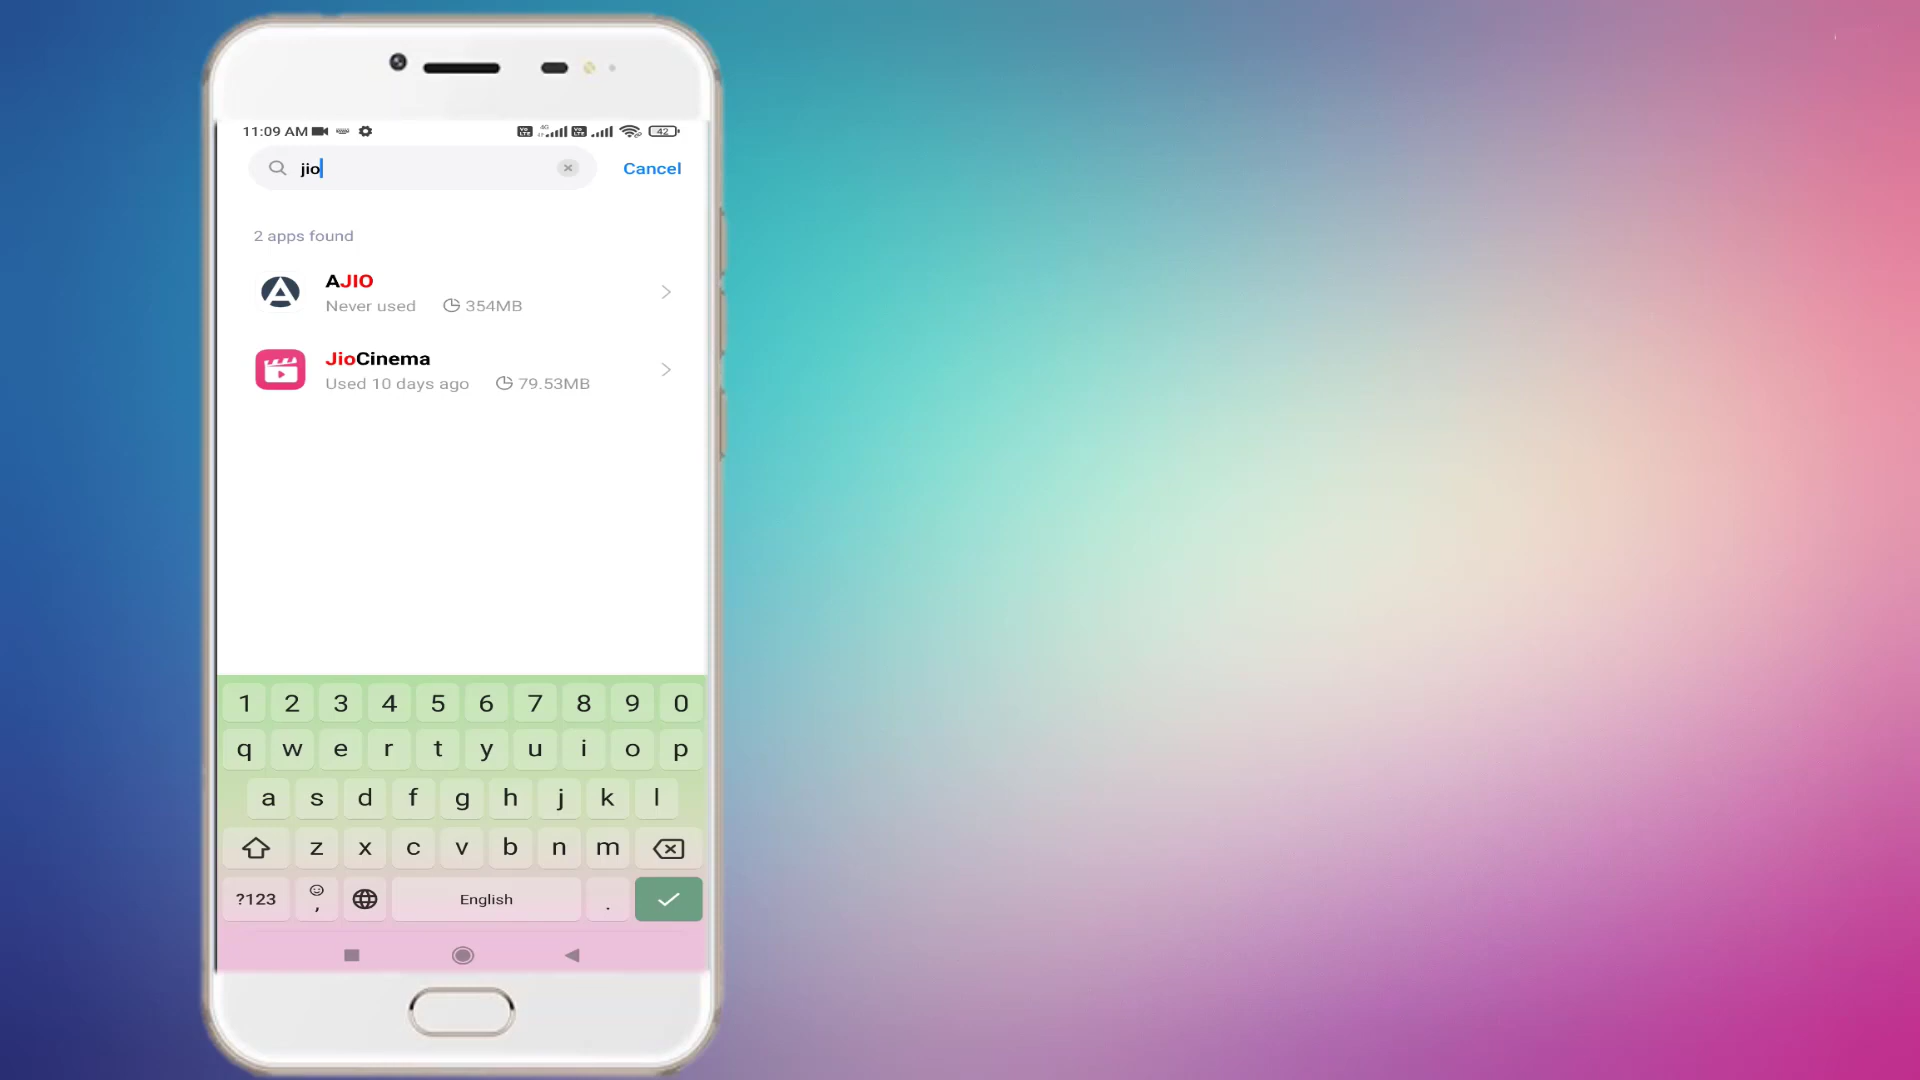 11:09 AM 42
jio Cancel
2 apps found
AJIO
Never used 354MB
JioCinema
Used 10 days ago 79.53MB
1 2 3 4 5 6 7 8 9 0
q w e r t y u i o p
a s d f g h j k l
z x c v b n m
?123 , English .